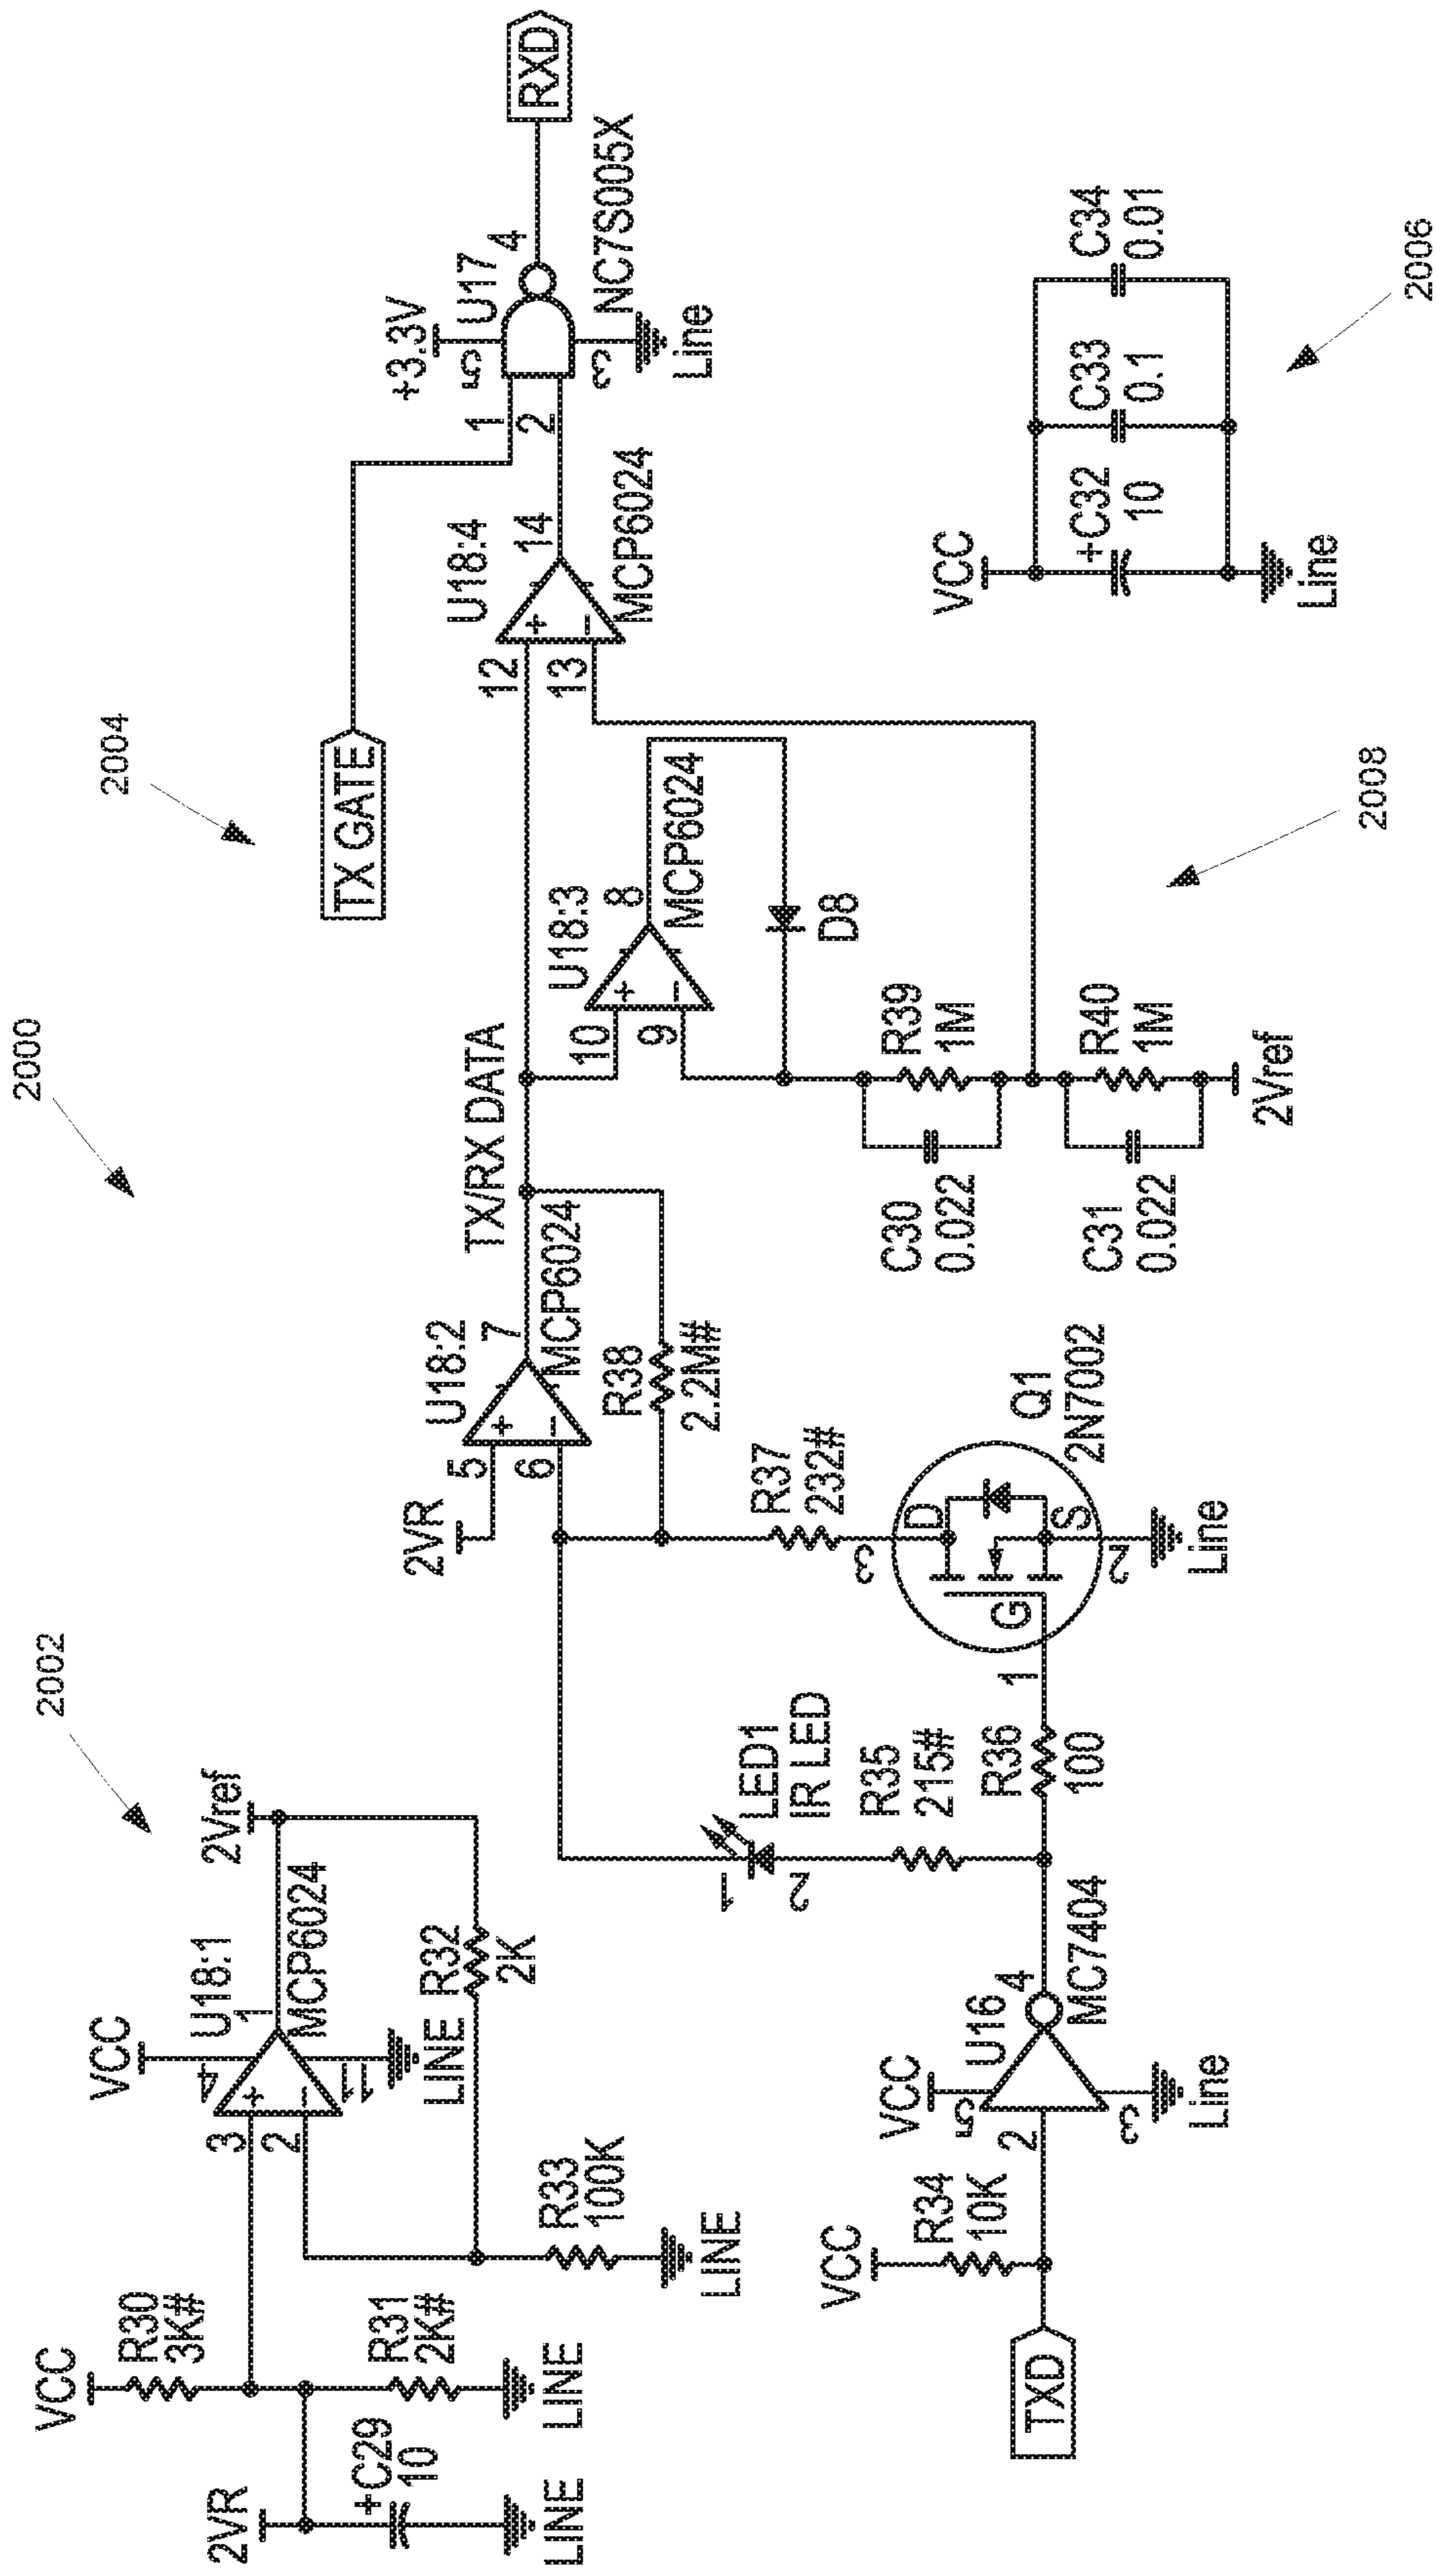 2000
2002
2004
2006
2008
VCC
R30
3K#
2VR
+C29
10
LINE
R31
2K#
LINE
3
2
VCC
4
U18:1
1
MCP6024
11
LINE
2Vref
R32
2K
R33
100K
LINE
TXD
VCC
R34
10K
2
VCC
5
U16
4
MC7404
3
Line
LED1
IR LED
1
2
R35
215#
R36
100
1
G
D
S
3
2
Q1
2N7002
Line
R37
232#
2VR
5
6
U18:2
7
MCP6024
R38
2.2M#
TX/RX DATA
10
9
U18:3
8
MCP6024
D8
C30
0.022
R39
1M
C31
0.022
R40
1M
2Vref
12
13
U18:4
14
MCP6024
TX GATE
1
2
+3.3V
5
U17
4
3
NC7S005X
Line
RXD
VCC
+C32
10
C33
0.1
C34
0.01
Line